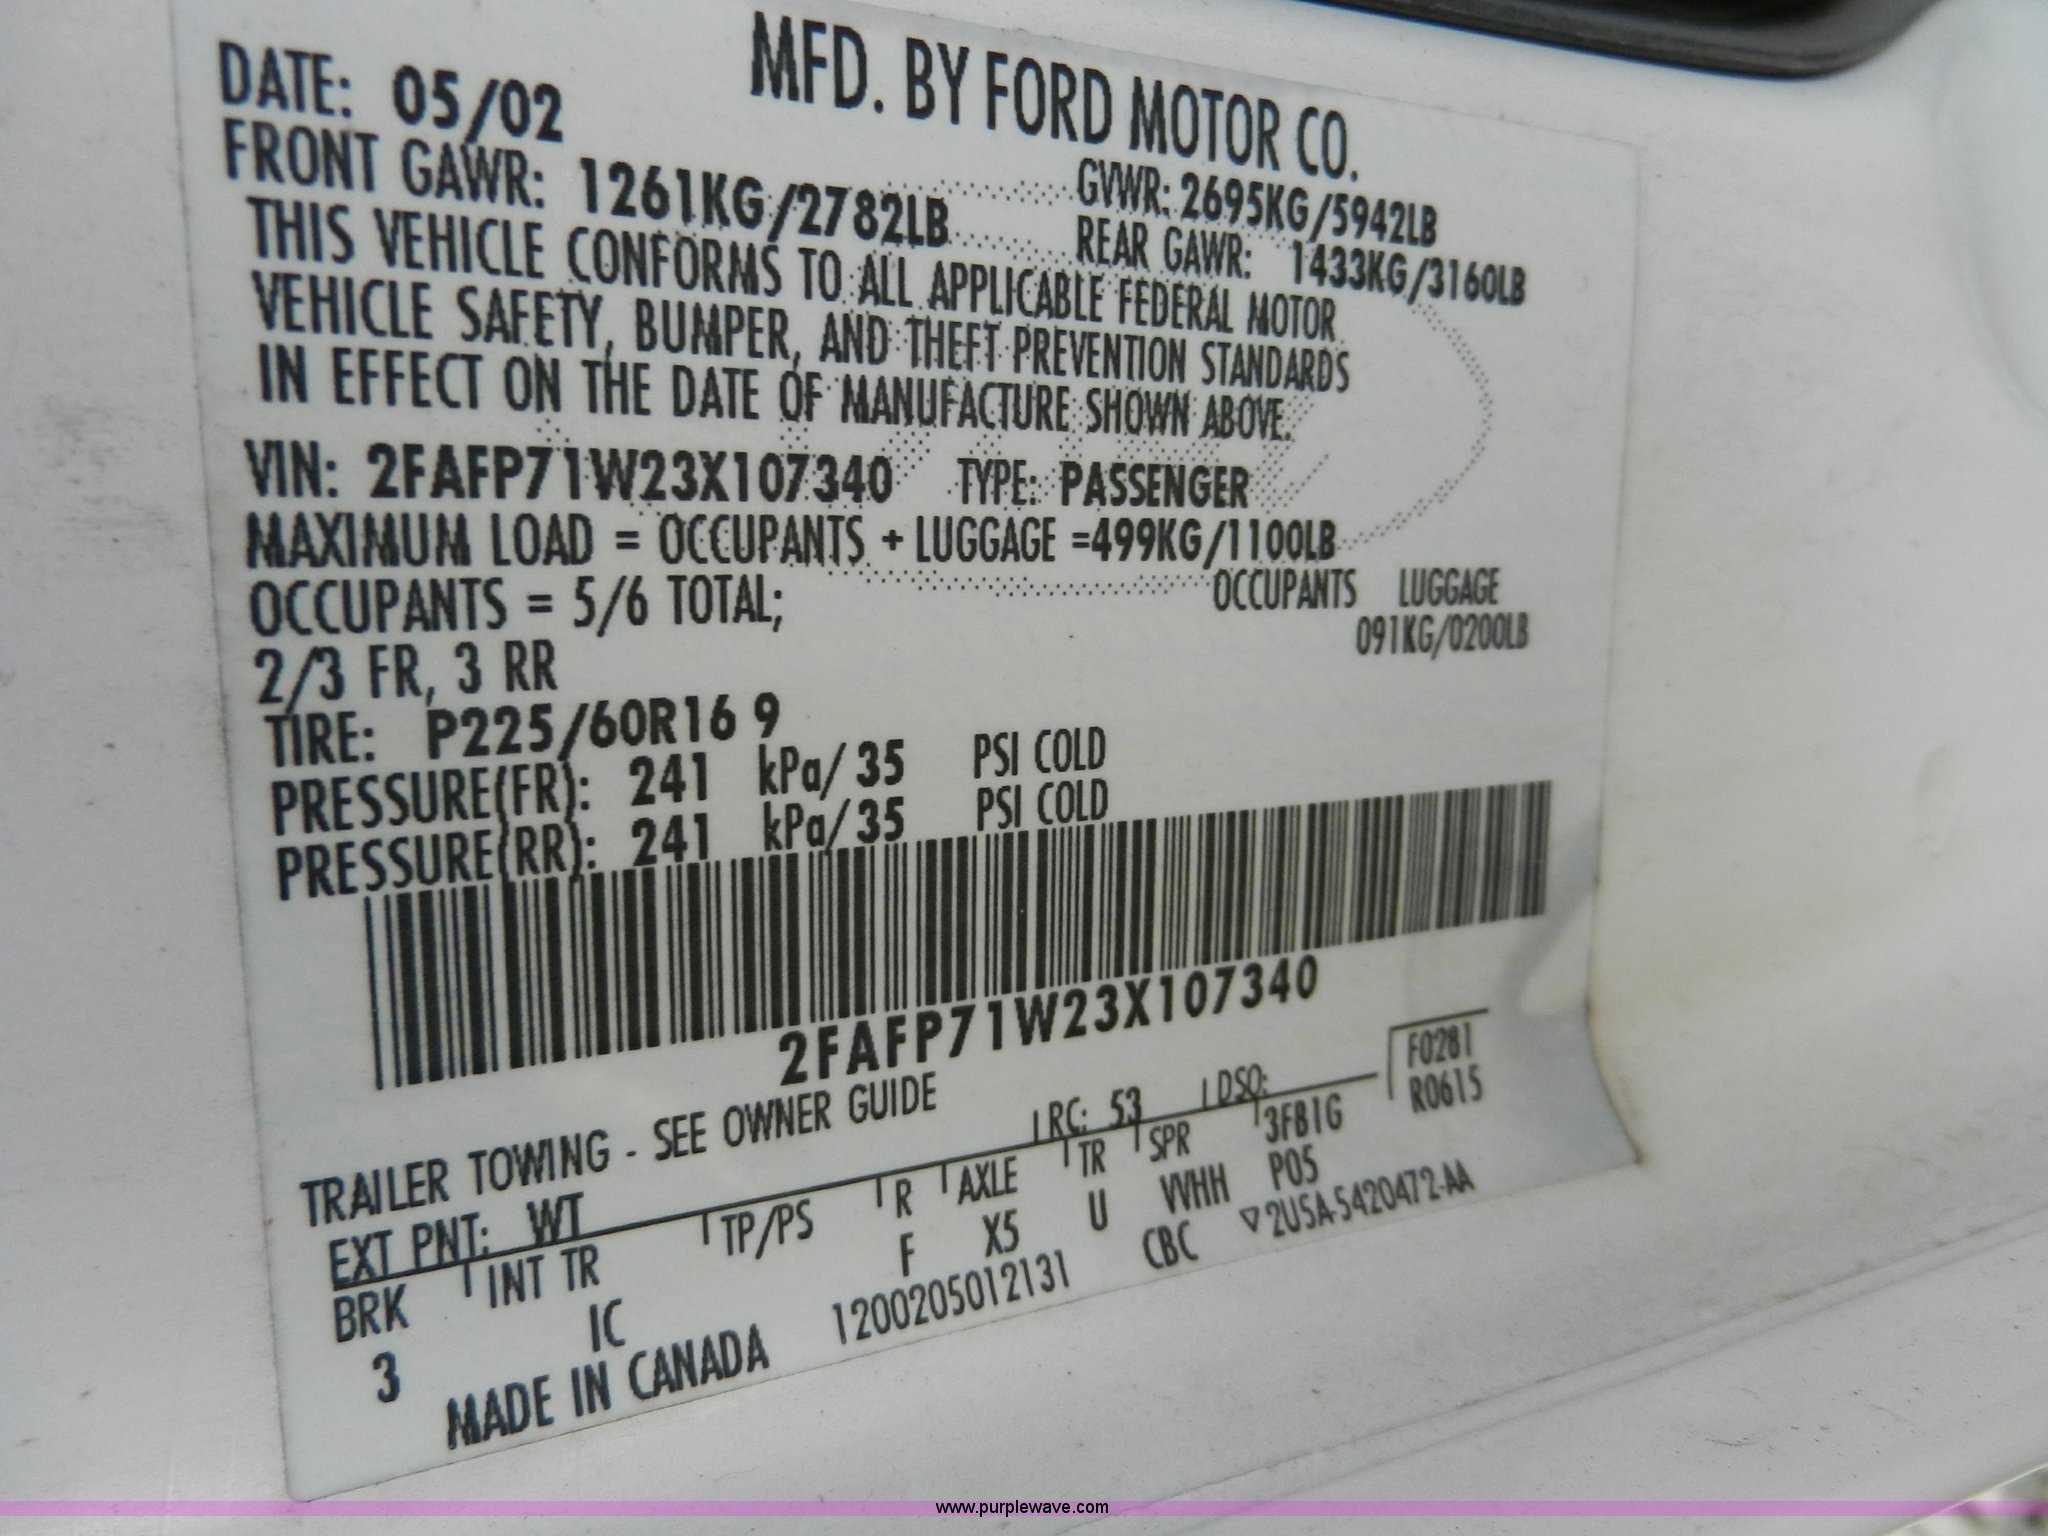 MFD. BY FORD MOTOR CO.
DATE: 05/02
GVWR: 2695KG/5942LB
FRONT GAWR: 1261KG/2782LB
REAR GAWR: 1433KG/3160LB
THIS VEHICLE CONFORMS TO ALL APPLICABLE FEDERAL MOTOR
VEHICLE SAFETY, BUMPER, AND THEFT PREVENTION STANDARDS
IN EFFECT ON THE DATE OF MANUFACTURE SHOWN ABOVE.
VIN: 2FAFP71W23X107340 TYPE: PASSENGER
MAXIMUM LOAD = OCCUPANTS + LUGGAGE =499KG/1100LB
OCCUPANTS = 5/6 TOTAL; OCCUPANTS LUGGAGE
2/3 FR, 3 RR 091KG/0200LB
TIRE: P225/60R16 9
PRESSURE(FR): 241 kPa/ 35 PSI COLD
PRESSURE(RR): 241 kPa/ 35 PSI COLD
2FAFP71W23X107340
TRAILER TOWING - SEE OWNER GUIDE
F0281
R0615
EXT PNT: WT RC: 53 DSO:
BRK INT TR TP/PS R AXLE TR SPR 3FB1G
3 IC F X5 U VVHH P05
MADE IN CANADA 1200205012131 CBC ▽2U5A-5420472-AA
www.purplewave.com